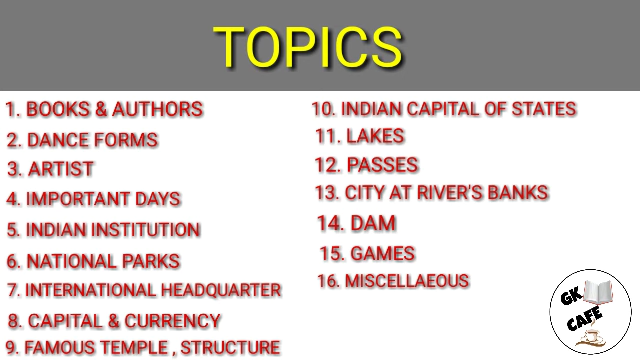 TOPICS
1. BOOKS & AUTHORS
2. DANCE FORMS
3. ARTIST
4. IMPORTANT DAYS
5. INDIAN INSTITUTION
6. NATIONAL PARKS
7. INTERNATIONAL HEADQUARTER
8. CAPITAL & CURRENCY
9. FAMOUS TEMPLE , STRUCTURE
10. INDIAN CAPITAL OF STATES
11. LAKES
12. PASSES
13. CITY AT RIVER'S BANKS
14. DAM
15. GAMES
16. MISCELLAEOUS
GK
CAFE